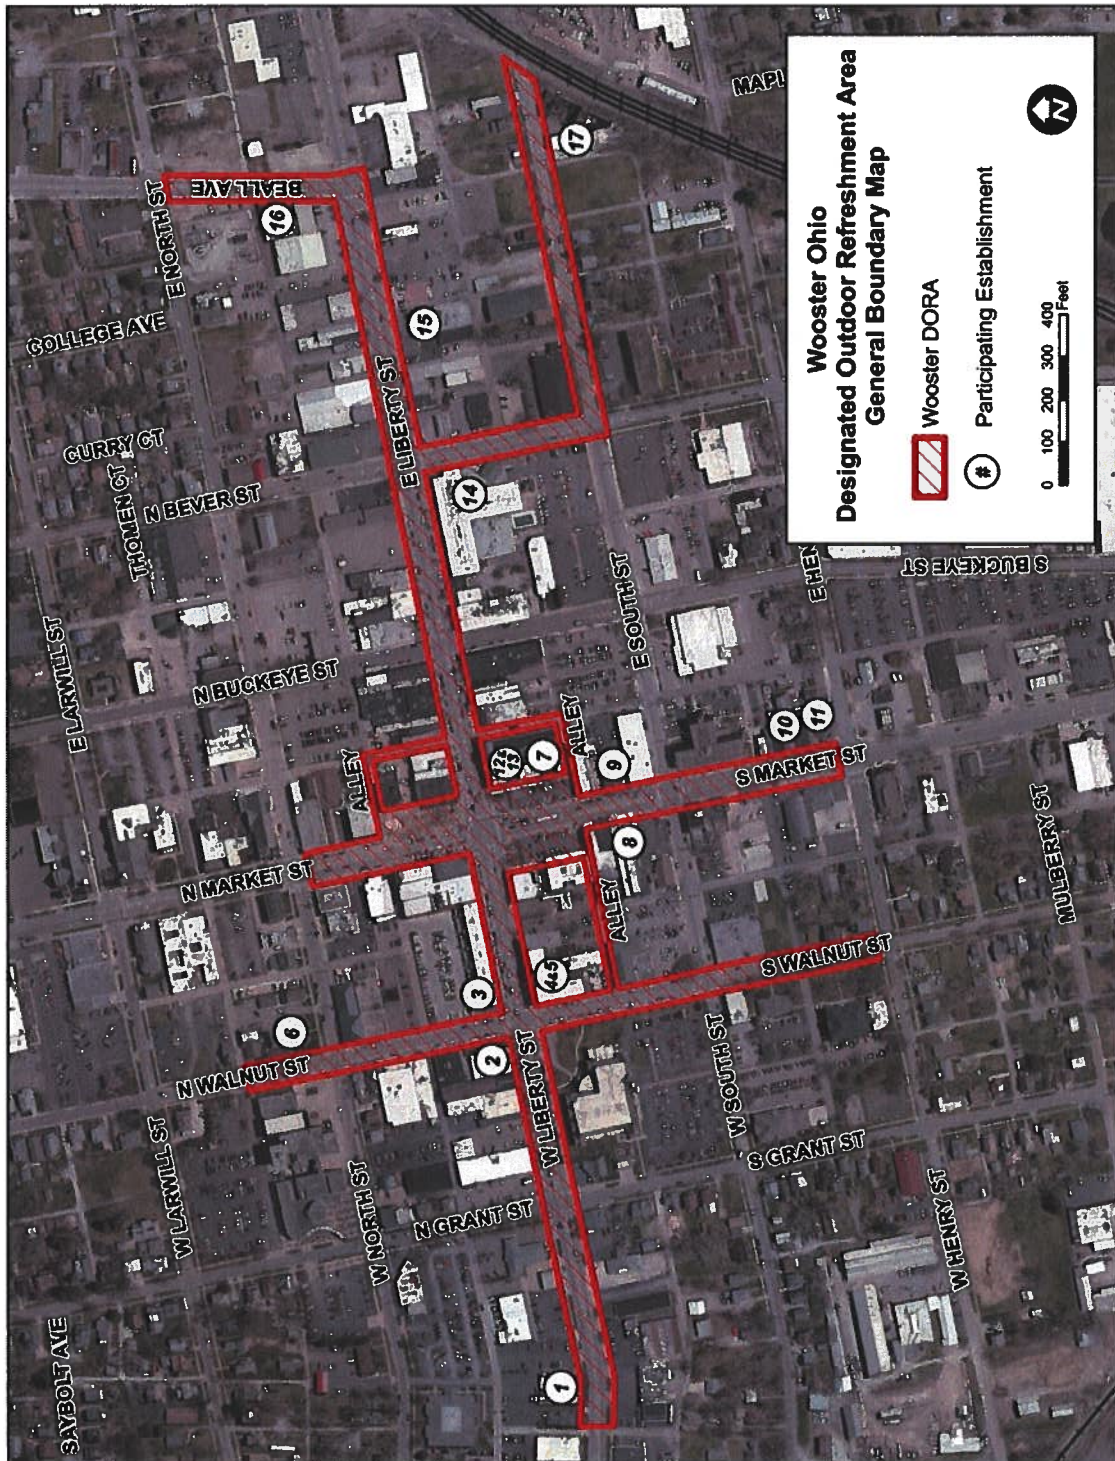 Wooster Ohio
Designated Outdoor Refreshment Area
General Boundary Map
Wooster DORA
# Participating Establishment
0 100 200 300 400
Feet
N
SAYBOLT AVE
W LARWILL ST
E LARWILL ST
N WALNUT ST
N MARKET ST
N BUCKEYE ST
THOMEN CT
CURRY CT
N BEVER ST
COLLEGE AVE
E NORTH ST
BEALL AVE
W NORTH ST
N GRANT ST
ALLEY
E LIBERTY ST
W LIBERTY ST
ALLEY
ALLEY
E SOUTH ST
W SOUTH ST
S GRANT ST
S WALNUT ST
S MARKET ST
S BUCKEYE ST
E HEN
W HENRY ST
MULBERRY ST
MAPL
1
2
3
4&5
6
7
8
9
10
11
12&
13
14
15
16
17